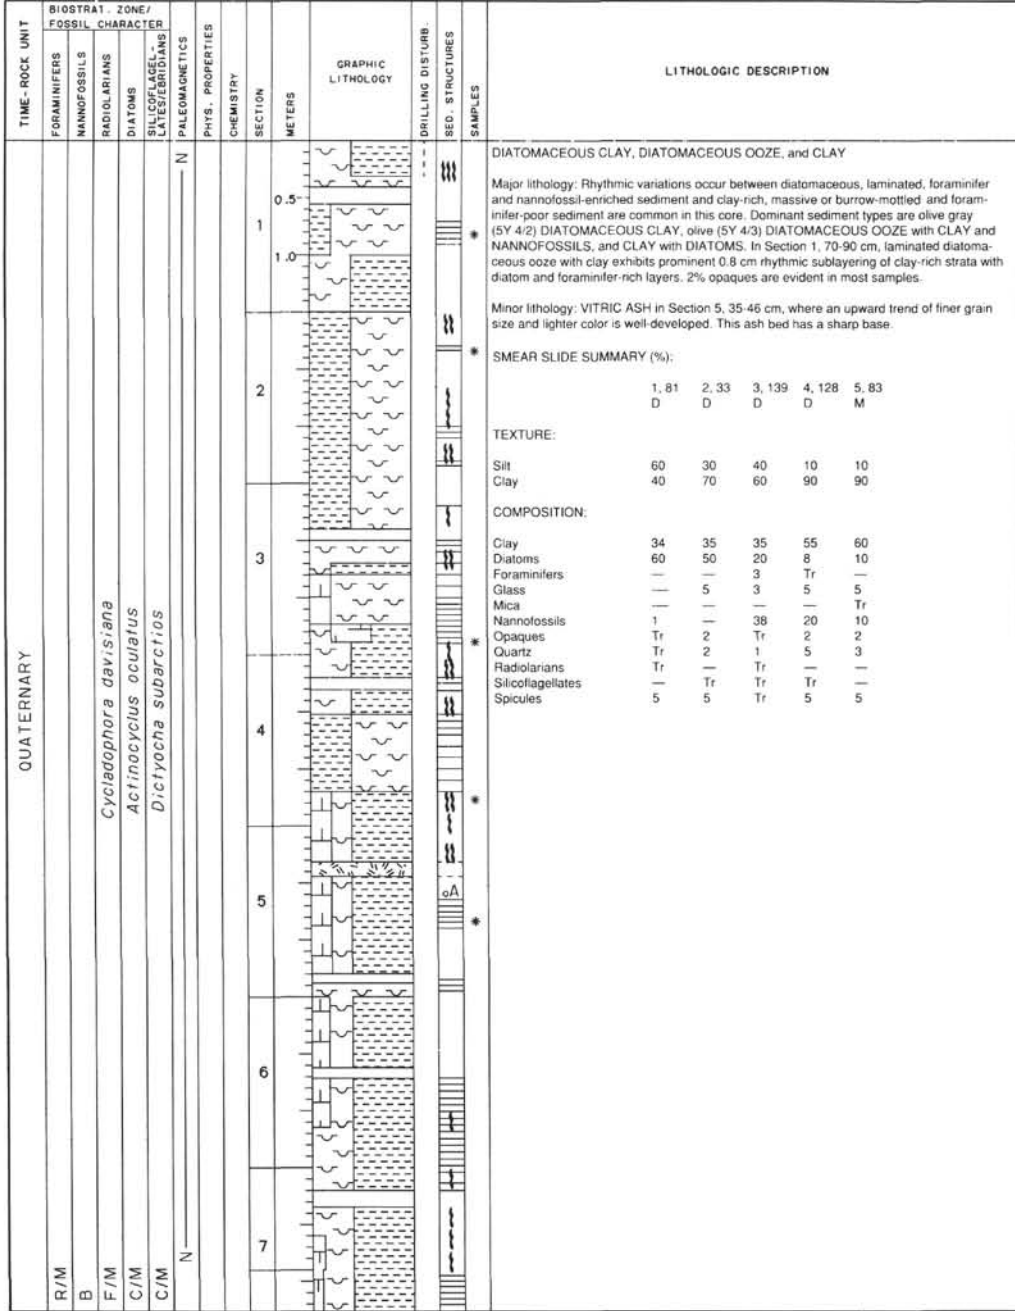 TIME-ROCK UNIT
BIOSTRAT. ZONE/
FOSSIL CHARACTER
FORAMINIFERS
NANNOFOSSILS
RADIOLARIANS
DIATOMS
SILICOFLAGEL-
LATES/EBRIDIANS
PALEOMAGNETICS
PHYS. PROPERTIES
CHEMISTRY
SECTION
METERS
GRAPHIC
LITHOLOGY
DRILLING DISTURB.
SED. STRUCTURES
SAMPLES
LITHOLOGIC DESCRIPTION
QUATERNARY
R/M
B
F/M
Cycladophora davisiana
C/M
Actinocyclus oculatus
C/M
Dictyocha subarctios
N
N
0.5
1
1.0
2
3
4
5
6
7
*
*
*
*
oA
*
DIATOMACEOUS CLAY, DIATOMACEOUS OOZE, and CLAY
Major lithology: Rhythmic variations occur between diatomaceous, laminated, foraminifer
and nannofossil-enriched sediment and clay-rich, massive or burrow-mottled and foram-
inifer-poor sediment are common in this core. Dominant sediment types are olive gray
(5Y 4/2) DIATOMACEOUS CLAY, olive (5Y 4/3) DIATOMACEOUS OOZE with CLAY and
NANNOFOSSILS, and CLAY with DIATOMS. In Section 1, 70-90 cm, laminated diatoma-
ceous ooze with clay exhibits prominent 0.8 cm rhythmic sublayering of clay-rich strata with
diatom and foraminifer-rich layers. 2% opaques are evident in most samples.
Minor lithology: VITRIC ASH in Section 5, 35-46 cm, where an upward trend of finer grain
size and lighter color is well-developed. This ash bed has a sharp base.
SMEAR SLIDE SUMMARY (%):
1, 81 2, 33 3, 139 4, 128 5, 83
D D D D M
TEXTURE:
Silt 60 30 40 10 10
Clay 40 70 60 90 90
COMPOSITION:
Clay 34 35 35 55 60
Diatoms 60 50 20 8 10
Foraminifers — — 3 Tr —
Glass — 5 3 5 5
Mica — — — — Tr
Nannofossils 1 — 38 20 10
Opaques Tr 2 Tr 2 2
Quartz Tr 2 1 5 3
Radiolarians Tr — Tr — —
Silicoflagellates — Tr Tr Tr —
Spicules 5 5 Tr 5 5